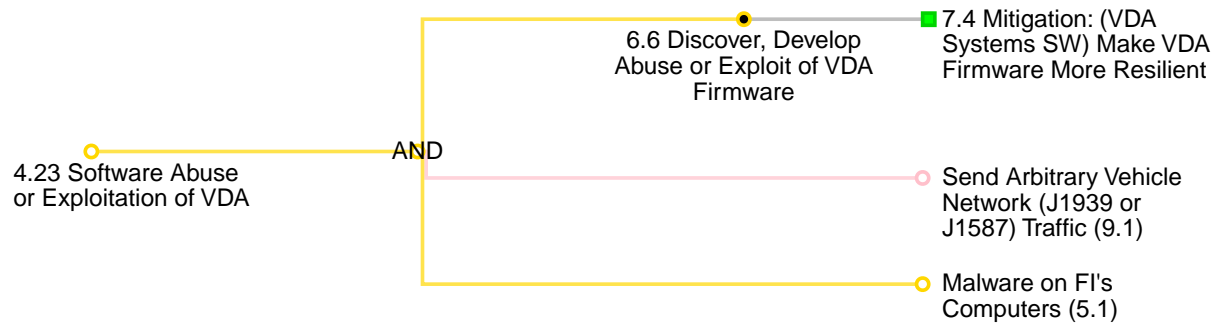 7.4 Mitigation: (VDA
Systems SW) Make VDA
Firmware More Resilient
6.6 Discover, Develop
Abuse or Exploit of VDA
Firmware
AND
4.23 Software Abuse
or Exploitation of VDA
Send Arbitrary Vehicle
Network (J1939 or
J1587) Traffic (9.1)
Malware on FI's
Computers (5.1)